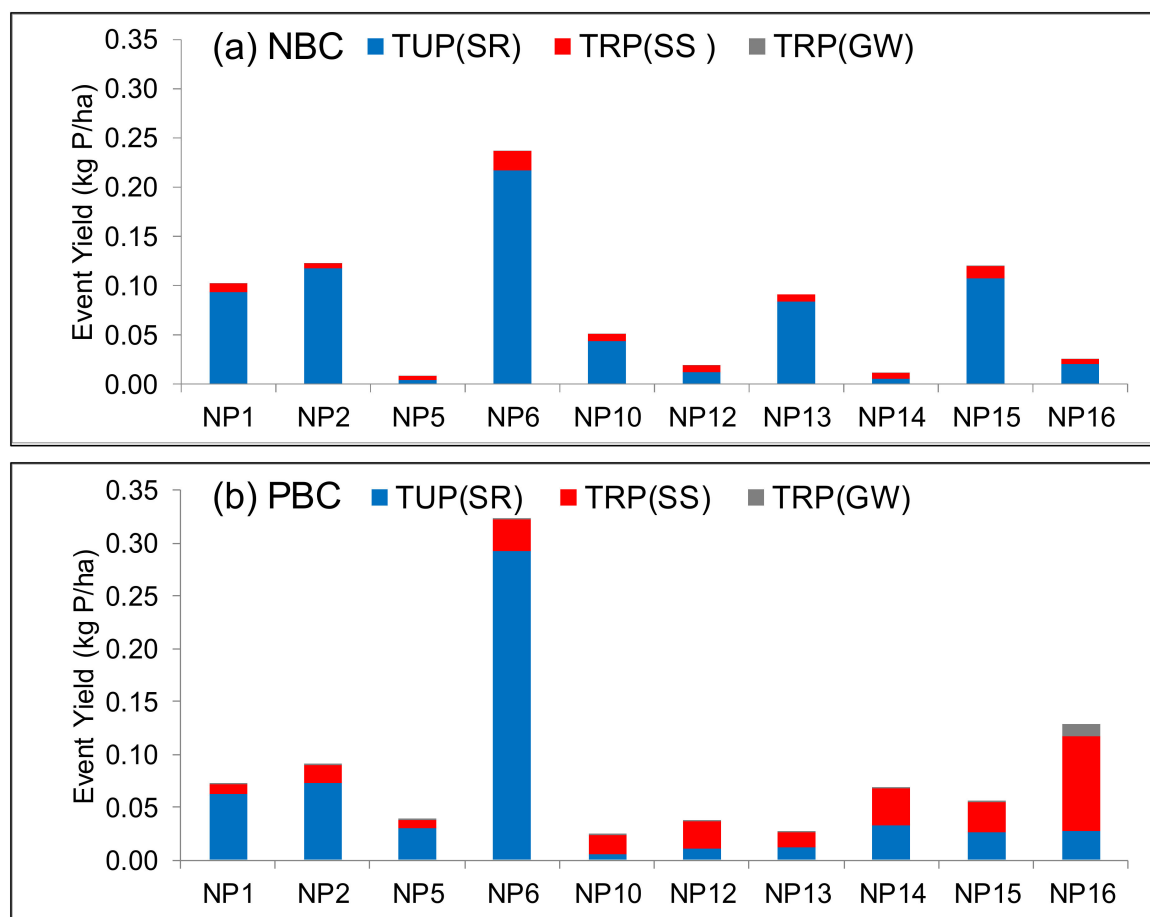 (a) NBC TUP(SR) TRP(SS ) TRP(GW)
Event Yield (kg P/ha)
0.35
0.30
0.25
0.20
0.15
0.10
0.05
0.00
NP1 NP2 NP5 NP6 NP10 NP12 NP13 NP14 NP15 NP16
(b) PBC TUP(SR) TRP(SS) TRP(GW)
Event Yield (kg P/ha)
0.35
0.30
0.25
0.20
0.15
0.10
0.05
0.00
NP1 NP2 NP5 NP6 NP10 NP12 NP13 NP14 NP15 NP16